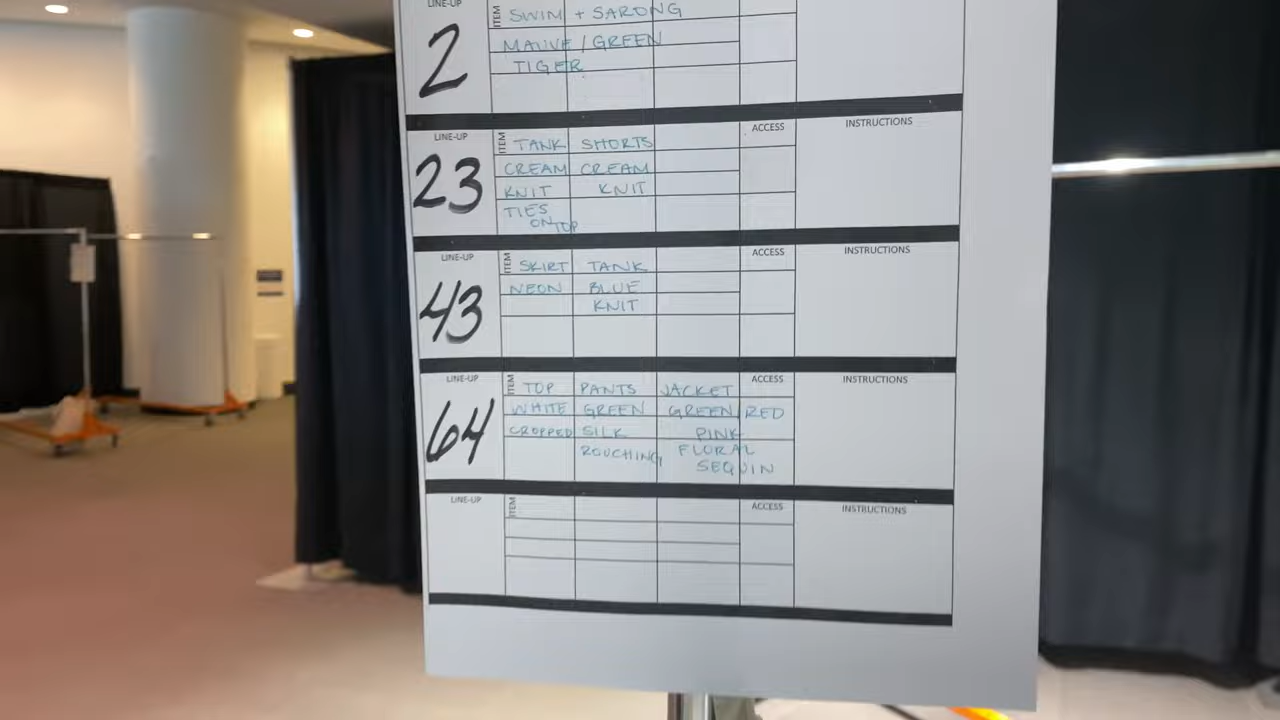 LINE-UP
ITEM
SWIM + SARONG
2
MAUVE / GREEN
TIGER
LINE-UP
ITEM
TANK SHORTS
ACCESS
INSTRUCTIONS
23
CREAM CREAM
KNIT KNIT
TIES
ON TOP
LINE-UP
ITEM
SKIRT TANK
ACCESS
INSTRUCTIONS
43
NEON BLUE
KNIT
LINE-UP
ITEM
TOP PANTS JACKET
ACCESS
INSTRUCTIONS
64
WHITE GREEN GREEN RED
CROPPED SILK PINK
ROUCHING FLORAL
SEQUIN
LINE-UP
ITEM
ACCESS
INSTRUCTIONS